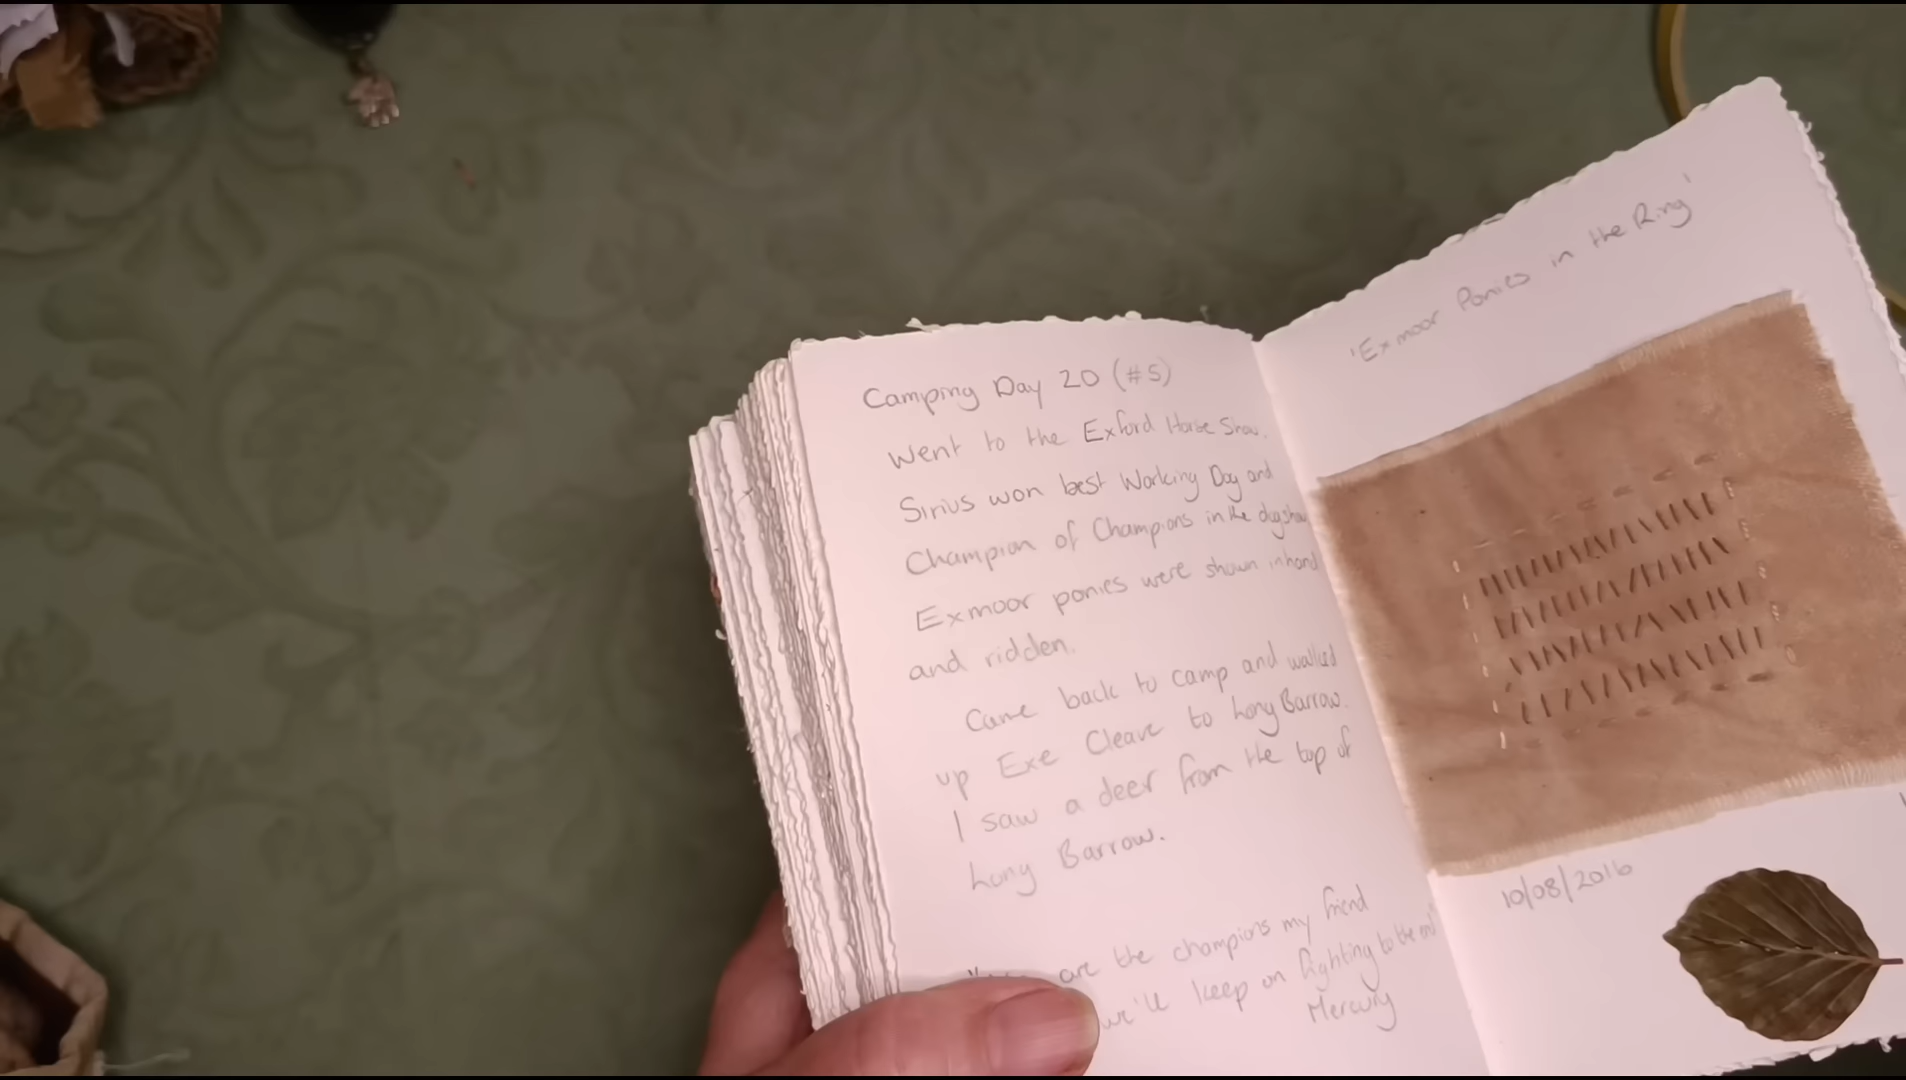 Camping Day 20 (#5)
Went to the Exford Horse Show.
Sirius won best Working Dog and
Champion of Champions in the dog show
Exmoor ponies were shown in hand
and ridden.
Came back to camp and walked
up Exe Cleave to Long Barrow.
I saw a deer from the top of
Long Barrow.
are the champions my friend
we'll keep on fighting to the end"
Mercury
'Exmoor Ponies in the Ring'
10/08/2016